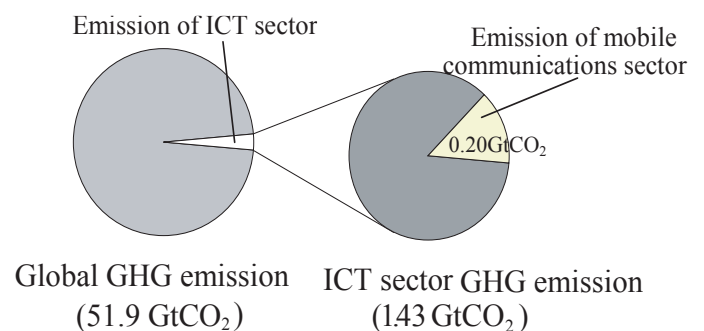 Emission of ICT sector
Emission of mobile
communications sector
0.20GtCO₂
Global GHG emission
(51.9 GtCO₂)
ICT sector GHG emission
(1.43 GtCO₂)